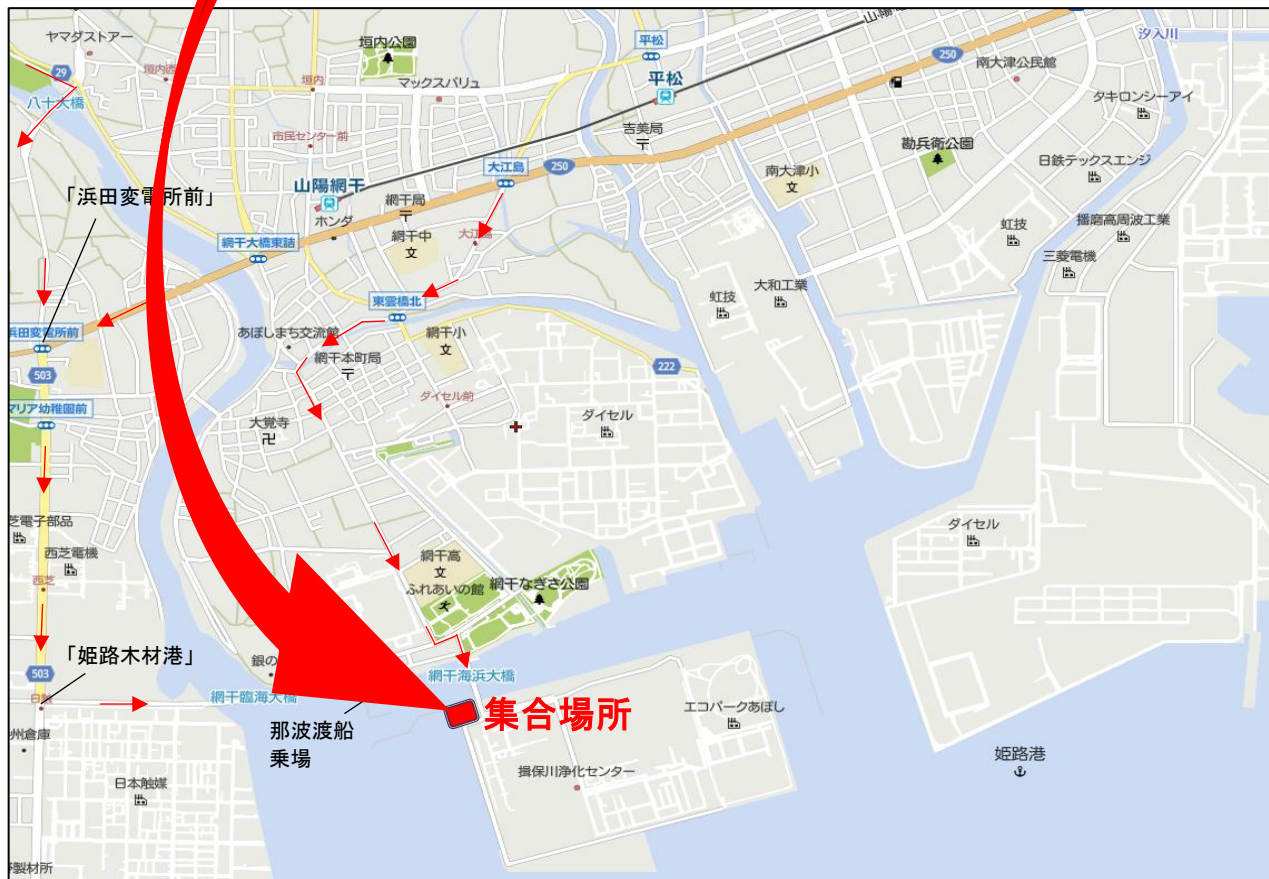 ヤマダストアー
垣内公園
平松
山陽
汐入川
29
垣内西
垣内
マックスバリュ
平松
250
南大津公民館
八十大橋
タキロンシーアイ
市民センター前
吉美局
勘兵衛公園
日鉄テックスエンジ
大江島
250
南大津小
「浜田変電所前」
山陽網干
網干局
ホンダ
網干中
大江島
虹技
播磨高周波工業
網干大橋東詰
三菱電機
大和工業
虹技
東雲橋北
浜田変電所前
あぼしまち交流館
網干小
網干本町局
503
222
ダイセル前
マリア幼稚園前
大覚寺
ダイセル
芝電子部品
西芝電機
網干高
ダイセル
西芝
ふれあいの館
網干なぎさ公園
「姫路木材港」
銀の
503
網干海浜大橋
日触
網干臨海大橋
集合場所
エコパークあぼし
州倉庫
那波渡船
乗場
姫路港
日本触媒
揖保川浄化センター
製材所